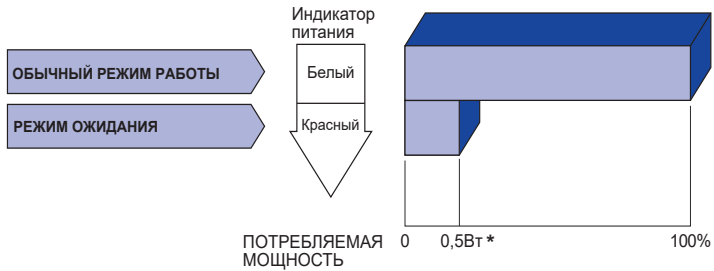 Индикатор
питания
ОБЫЧНЫЙ РЕЖИМ РАБОТЫ
Белый
РЕЖИМ ОЖИДАНИЯ
Красный
ПОТРЕБЛЯЕМАЯ
МОЩНОСТЬ
0
0,5Вт *
100%